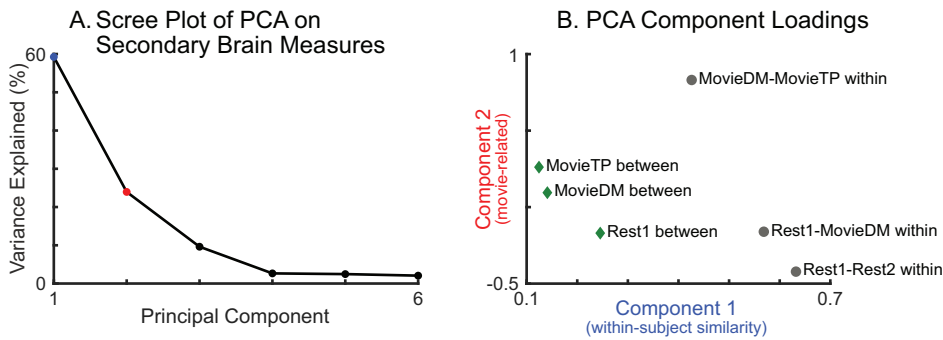 A. Scree Plot of PCA on
Secondary Brain Measures
60
Variance Explained (%)
0
1
6
Principal Component
B. PCA Component Loadings
1
Component 2
(movie-related)
-0.5
MovieDM-MovieTP within
MovieTP between
MovieDM between
Rest1 between
Rest1-MovieDM within
Rest1-Rest2 within
0.1
0.7
Component 1
(within-subject similarity)